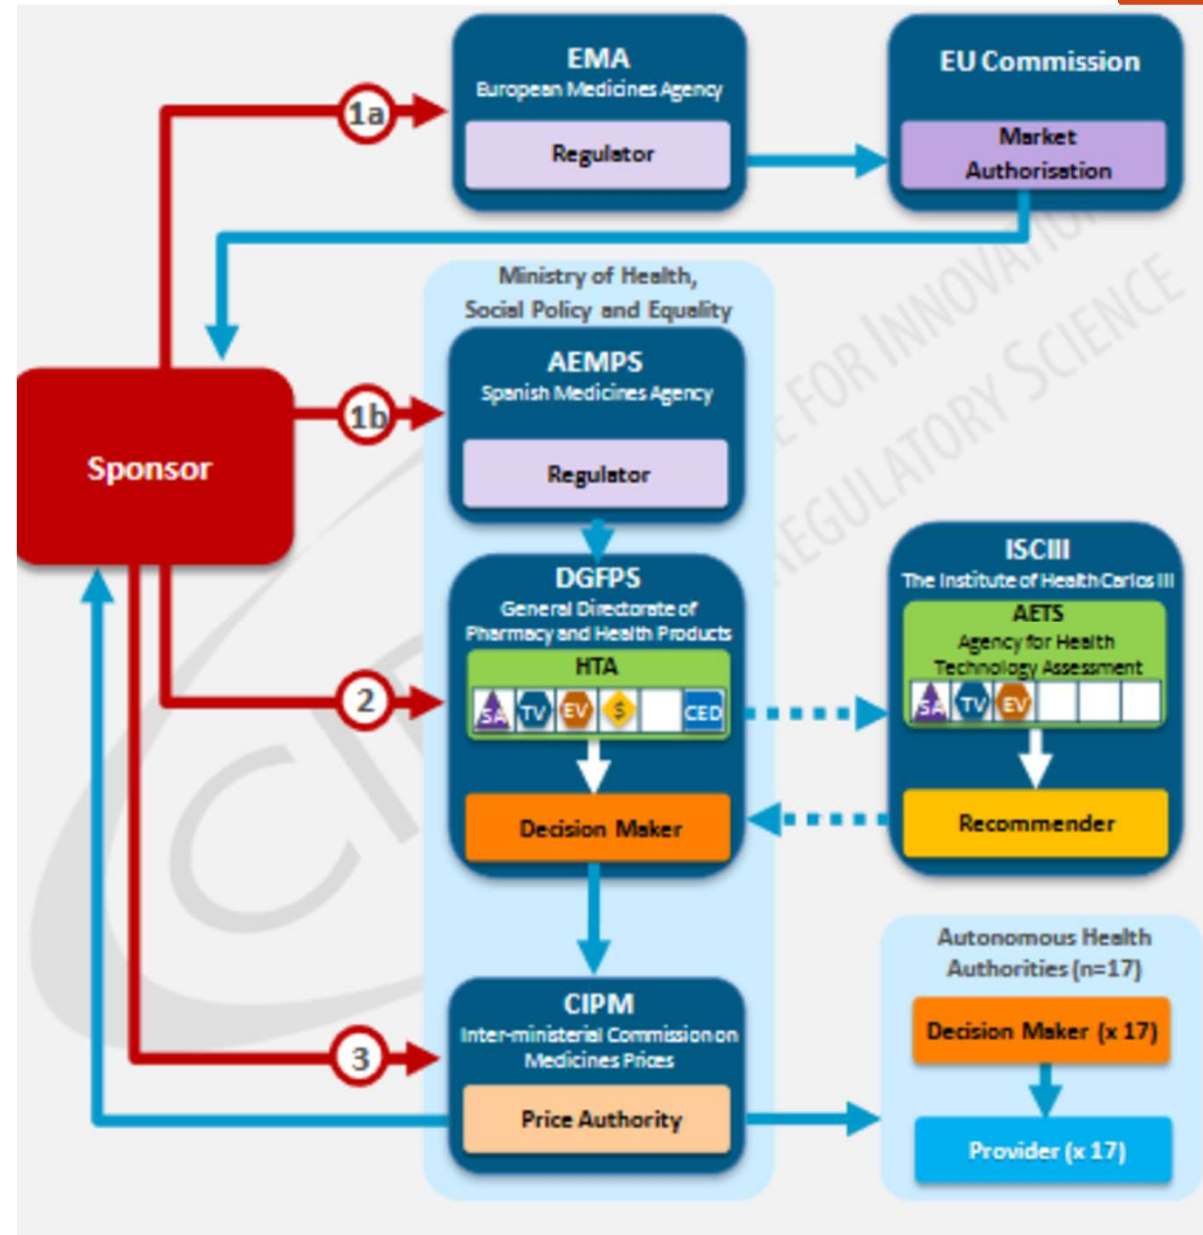 EMA
European Medicines Agency
Regulator
EU Commission
Market
Authorisation
1a
Ministry of Health,
Social Policy and Equality
AEMPS
Spanish Medicines Agency
Regulator
1b
Sponsor
DGFPS
General Directorate of
Pharmacy and Health Products
HTA
SA TV EV $ CED
Decision Maker
2
ISCIII
The Institute of Health Carlos III
AETS
Agency for Health
Technology Assessment
SA TV EV
Recommender
CIPM
Inter-ministerial Commission on
Medicines Prices
Price Authority
3
Autonomous Health
Authorities (n=17)
Decision Maker (x 17)
Provider (x 17)
FOR INNOVATION
REGULATORY SCIENCE